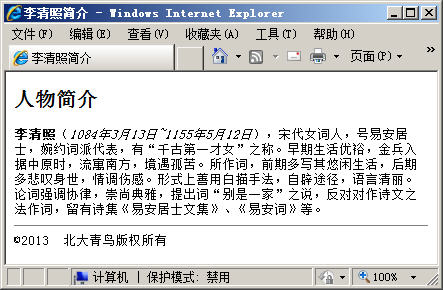 李清照简介 - Windows Internet Explorer
文件(F) 编辑(E) 查看(V) 收藏夹(A) 工具(T) 帮助(H)
李清照简介
页面(P)
人物简介
李清照（1084年3月13日~1155年5月12日），宋代女词人，号易安居
士，婉约词派代表，有“千古第一才女”之称。早期生活优裕，金兵入
据中原时，流寓南方，境遇孤苦。所作词，前期多写其悠闲生活，后期
多悲叹身世，情调伤感。形式上善用白描手法，自辟途径，语言清丽。
论词强调协律，崇尚典雅，提出词“别是一家”之说，反对对作诗文之
法作词，留有诗集《易安居士文集》、《易安词》等。
©2013 北大青鸟版权所有
计算机 | 保护模式: 禁用
100%